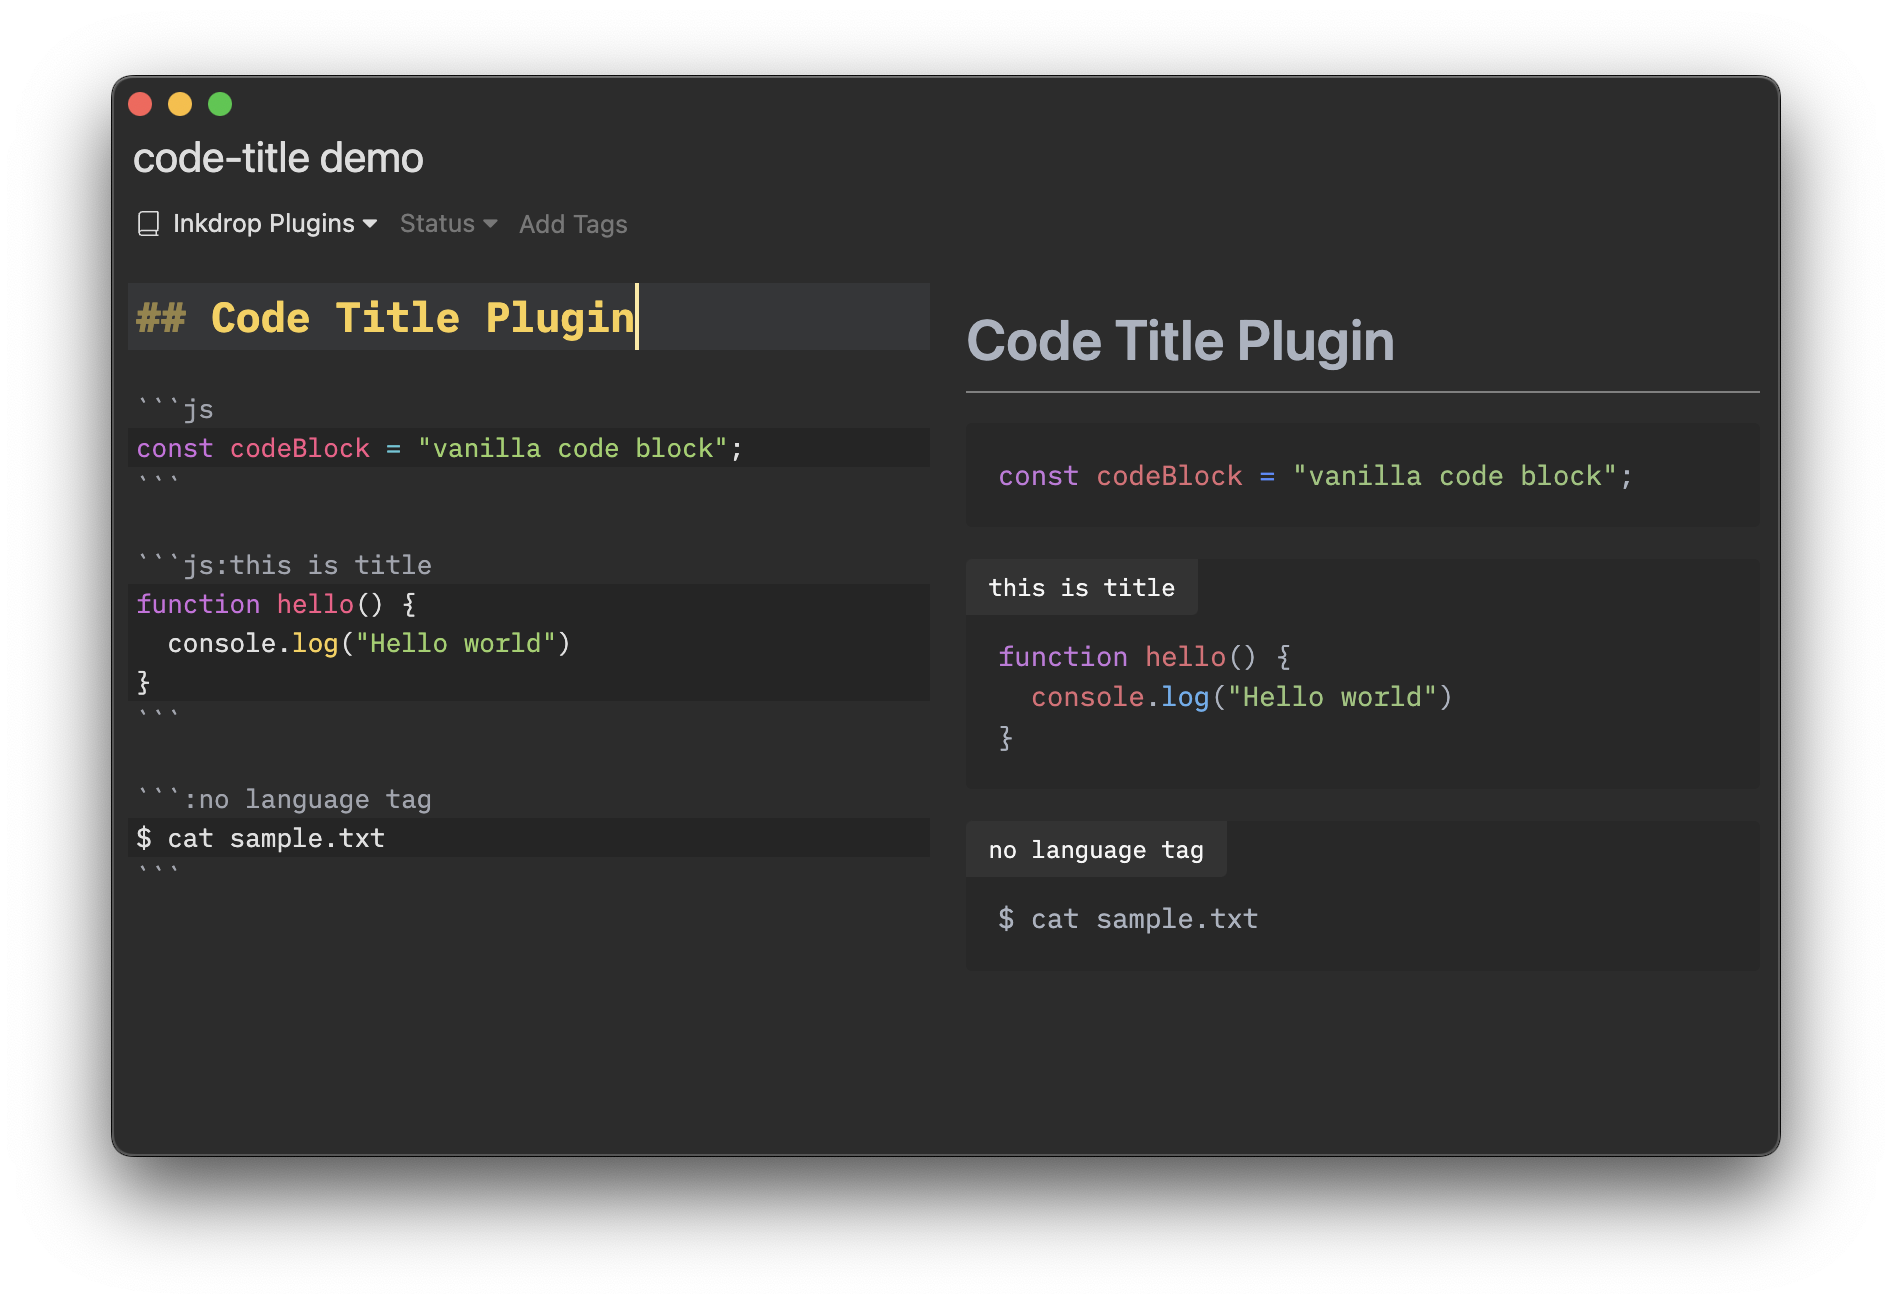 code-title demo
Inkdrop Plugins Status Add Tags
## Code Title Plugin
```js
const codeBlock = "vanilla code block";
```
```js:this is title
function hello() {
  console.log("Hello world")
}
```
```:no language tag
$ cat sample.txt
```
Code Title Plugin
const codeBlock = "vanilla code block";
this is title
function hello() {
  console.log("Hello world")
}
no language tag
$ cat sample.txt